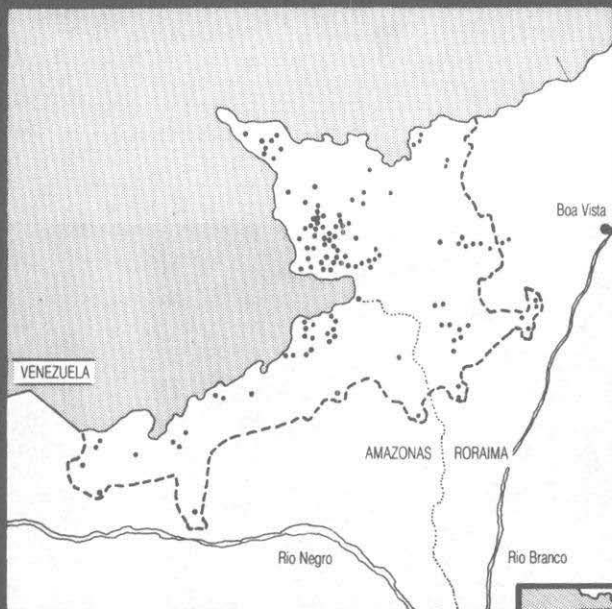 Boa Vista
VENEZUELA
AMAZONAS RORAIMA
Rio Negro
Rio Branco